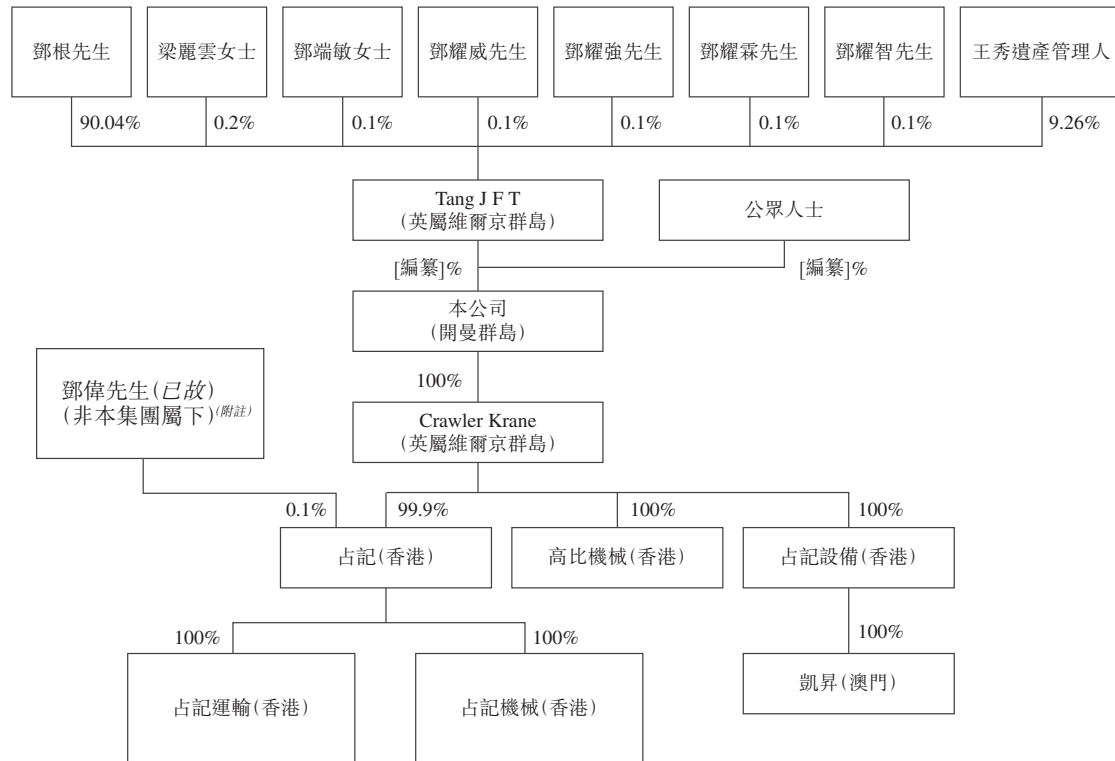 鄧根先生
梁麗雲女士
鄧端敏女士
鄧耀威先生
鄧耀強先生
鄧耀霖先生
鄧耀智先生
王秀遺產管理人
90.04%
0.2%
0.1%
0.1%
0.1%
0.1%
0.1%
9.26%
Tang J F T
(英屬維爾京群島)
公眾人士
[編纂]%
[編纂]%
本公司
(開曼群島)
100%
鄧偉先生(已故)
(非本集團屬下)(附註)
Crawler Krane
(英屬維爾京群島)
0.1%
99.9%
100%
100%
占記(香港)
高比機械(香港)
占記設備(香港)
100%
100%
100%
占記運輸(香港)
占記機械(香港)
凱昇(澳門)